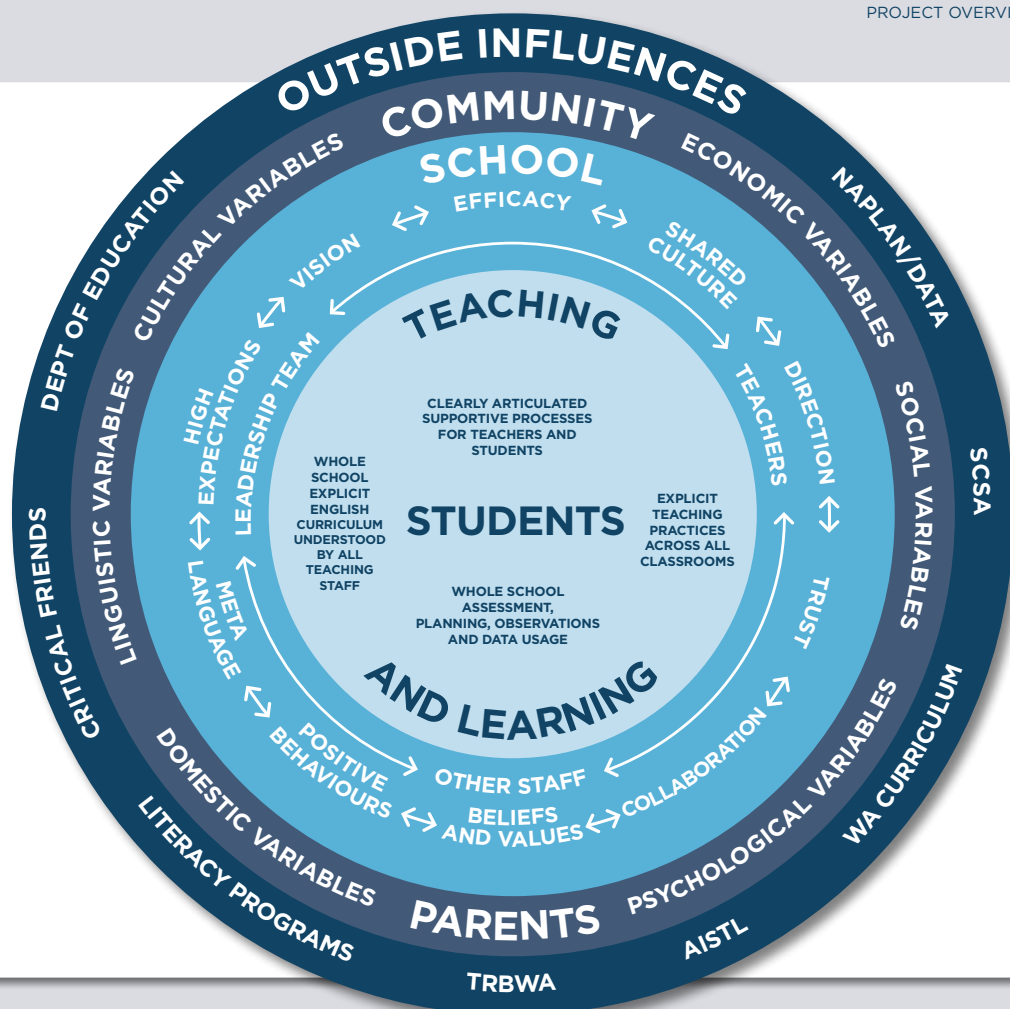 PROJECT OVERVI
OUTSIDE INFLUENCES
NAPLAN/DATA
SCSA
WA CURRICULUM
AISTL
TRBWA
LITERACY PROGRAMS
CRITICAL FRIENDS
DEPT OF EDUCATION
COMMUNITY
ECONOMIC VARIABLES
SOCIAL VARIABLES
PSYCHOLOGICAL VARIABLES
PARENTS
DOMESTIC VARIABLES
LINGUISTIC VARIABLES
CULTURAL VARIABLES
SCHOOL
EFFICACY
SHARED
CULTURE
DIRECTION
TRUST
COLLABORATION
BELIEFS
AND VALUES
POSITIVE
BEHAVIOURS
META
LANGUAGE
HIGH
EXPECTATIONS
VISION
LEADERSHIP TEAM
TEACHERS
OTHER STAFF
TEACHING
CLEARLY ARTICULATED
SUPPORTIVE PROCESSES
FOR TEACHERS AND
STUDENTS
WHOLE
SCHOOL
EXPLICIT
ENGLISH
CURRICULUM
UNDERSTOOD
BY ALL
TEACHING
STAFF
STUDENTS
EXPLICIT
TEACHING
PRACTICES
ACROSS ALL
CLASSROOMS
WHOLE SCHOOL
ASSESSMENT,
PLANNING, OBSERVATIONS
AND DATA USAGE
AND LEARNING